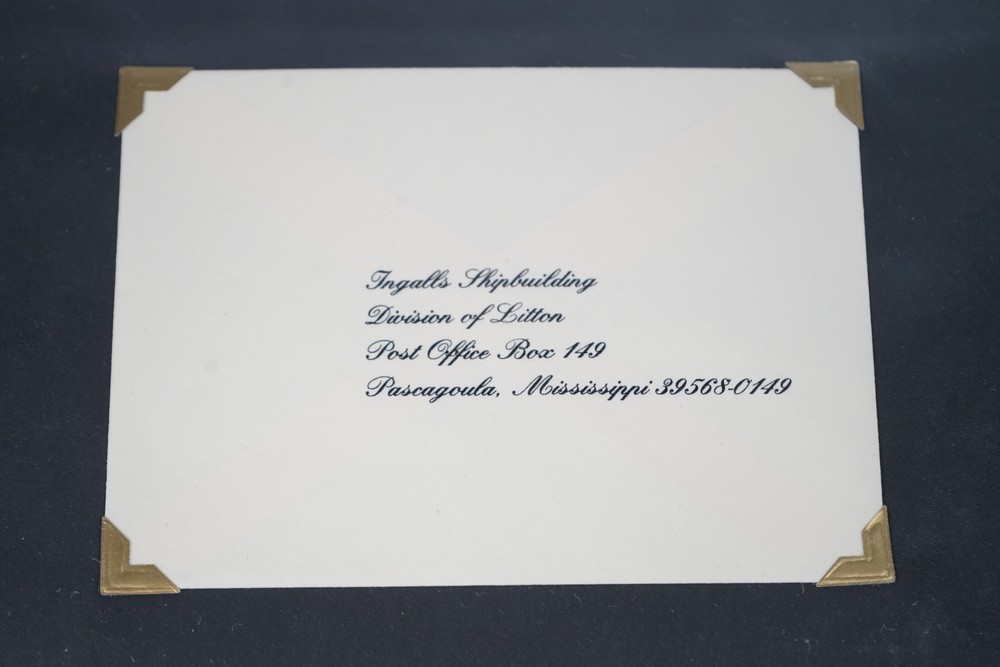 Ingalls Shipbuilding
Division of Litton
Post Office Box 149
Pascagoula, Mississippi 39568-0149